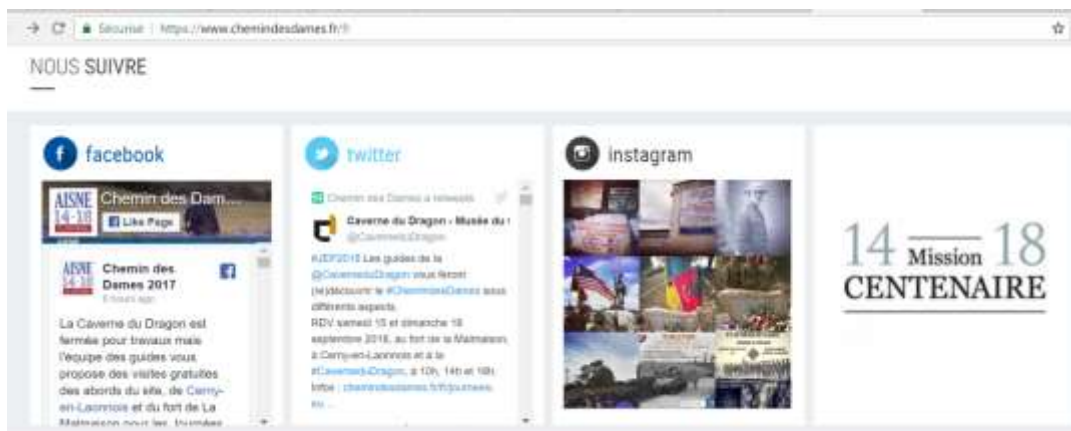 Sécurisé | https://www.chemindesdames.fr/fr
NOUS SUIVRE
facebook
AISNE
14-18
Chemin des Dam...
Like Page
AISNE
14-18
Chemin des
Dames 2017
6 hours ago
La Caverne du Dragon est
fermée pour travaux mais
l'équipe des guides vous
propose des visites gratuites
des abords du site, de Cerny-
en-Laonnois et du fort de La
Malmaison pour les Journées
twitter
Chemin des Dames a retweeté
Caverne du Dragon - Musée du
@CaverneduDragon
Les guides de la
@CaverneduDragon vous feront
(re)découvrir le #ChemindesDames sous
différents aspects.
RDV samedi 15 et dimanche 16
septembre 2018, au fort de la Malmaison,
à Cerny-en-Laonnois et à la
#CaverneduDragon, à 10h, 14h et 16h.
Infos :
instagram
14 Mission 18
CENTENAIRE